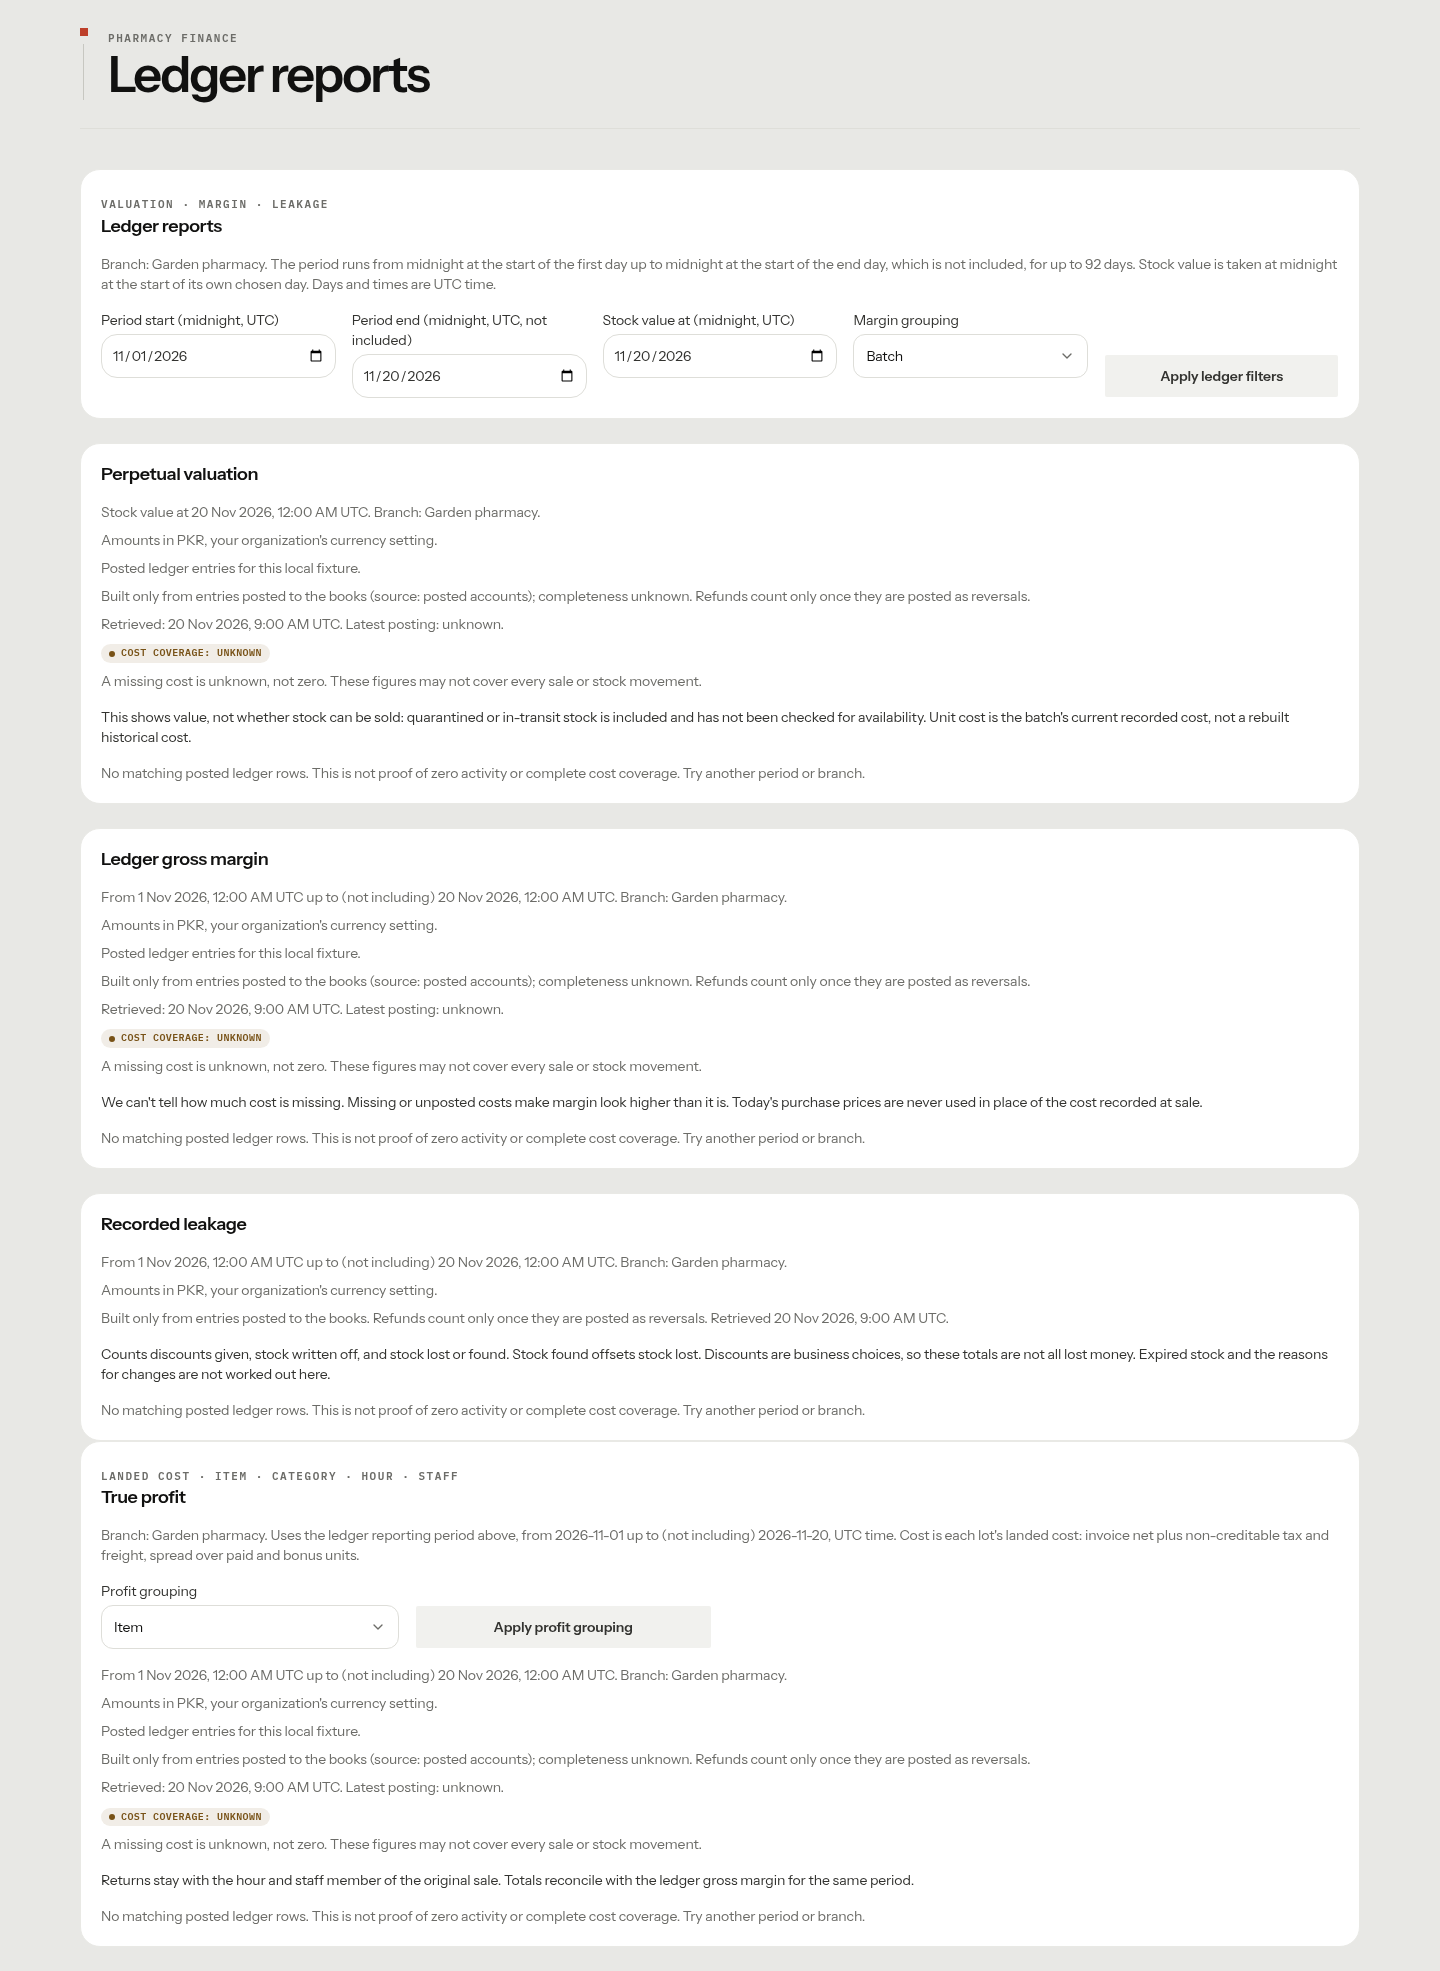 PHARMACY FINANCE
Ledger reports
VALUATION · MARGIN · LEAKAGE
Ledger reports
Branch: Garden pharmacy. The period runs from midnight at the start of the first day up to midnight at the start of the end day, which is not included, for up to 92 days. Stock value is taken at midnight
at the start of its own chosen day. Days and times are UTC time.
Period start (midnight, UTC)
11/01/2026
Period end (midnight, UTC, not
included)
11/20/2026
Stock value at (midnight, UTC)
11/20/2026
Margin grouping
Batch
Apply ledger filters
Perpetual valuation
Stock value at 20 Nov 2026, 12:00 AM UTC. Branch: Garden pharmacy.
Amounts in PKR, your organization's currency setting.
Posted ledger entries for this local fixture.
Built only from entries posted to the books (source: posted accounts); completeness unknown. Refunds count only once they are posted as reversals.
Retrieved: 20 Nov 2026, 9:00 AM UTC. Latest posting: unknown.
COST COVERAGE: UNKNOWN
A missing cost is unknown, not zero. These figures may not cover every sale or stock movement.
This shows value, not whether stock can be sold: quarantined or in-transit stock is included and has not been checked for availability. Unit cost is the batch's current recorded cost, not a rebuilt
historical cost.
No matching posted ledger rows. This is not proof of zero activity or complete cost coverage. Try another period or branch.
Ledger gross margin
From 1 Nov 2026, 12:00 AM UTC up to (not including) 20 Nov 2026, 12:00 AM UTC. Branch: Garden pharmacy.
Amounts in PKR, your organization's currency setting.
Posted ledger entries for this local fixture.
Built only from entries posted to the books (source: posted accounts); completeness unknown. Refunds count only once they are posted as reversals.
Retrieved: 20 Nov 2026, 9:00 AM UTC. Latest posting: unknown.
COST COVERAGE: UNKNOWN
A missing cost is unknown, not zero. These figures may not cover every sale or stock movement.
We can't tell how much cost is missing. Missing or unposted costs make margin look higher than it is. Today's purchase prices are never used in place of the cost recorded at sale.
No matching posted ledger rows. This is not proof of zero activity or complete cost coverage. Try another period or branch.
Recorded leakage
From 1 Nov 2026, 12:00 AM UTC up to (not including) 20 Nov 2026, 12:00 AM UTC. Branch: Garden pharmacy.
Amounts in PKR, your organization's currency setting.
Built only from entries posted to the books. Refunds count only once they are posted as reversals. Retrieved 20 Nov 2026, 9:00 AM UTC.
Counts discounts given, stock written off, and stock lost or found. Stock found offsets stock lost. Discounts are business choices, so these totals are not all lost money. Expired stock and the reasons
for changes are not worked out here.
No matching posted ledger rows. This is not proof of zero activity or complete cost coverage. Try another period or branch.
LANDED COST · ITEM · CATEGORY · HOUR · STAFF
True profit
Branch: Garden pharmacy. Uses the ledger reporting period above, from 2026-11-01 up to (not including) 2026-11-20, UTC time. Cost is each lot's landed cost: invoice net plus non-creditable tax and
freight, spread over paid and bonus units.
Profit grouping
Item
Apply profit grouping
From 1 Nov 2026, 12:00 AM UTC up to (not including) 20 Nov 2026, 12:00 AM UTC. Branch: Garden pharmacy.
Amounts in PKR, your organization's currency setting.
Posted ledger entries for this local fixture.
Built only from entries posted to the books (source: posted accounts); completeness unknown. Refunds count only once they are posted as reversals.
Retrieved: 20 Nov 2026, 9:00 AM UTC. Latest posting: unknown.
COST COVERAGE: UNKNOWN
A missing cost is unknown, not zero. These figures may not cover every sale or stock movement.
Returns stay with the hour and staff member of the original sale. Totals reconcile with the ledger gross margin for the same period.
No matching posted ledger rows. This is not proof of zero activity or complete cost coverage. Try another period or branch.